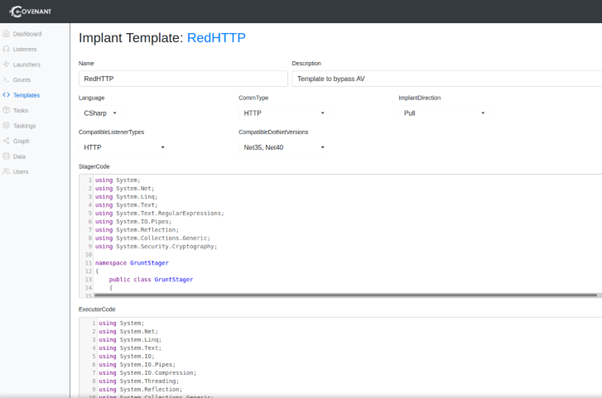 COVENANT
Dashboard
Listeners
Launchers
Grunts
Templates
Tasks
Taskings
Graph
Data
Users
Implant Template: RedHTTP
Name
Description
RedHTTP
Template to bypass AV
Language
CommType
ImplantDirection
CSharp
HTTP
Pull
CompatibleListenerTypes
CompatibleDotNetVersions
HTTP
Net35, Net40
StagerCode
1 using System;
2 using System.Net;
3 using System.Linq;
4 using System.Text;
5 using System.Text.RegularExpressions;
6 using System.IO.Pipes;
7 using System.Reflection;
8 using System.Collections.Generic;
9 using System.Security.Cryptography;
10
11 namespace GruntStager
12 {
13 public class GruntStager
14 {
15
ExecutorCode
1 using System;
2 using System.Net;
3 using System.Linq;
4 using System.Text;
5 using System.IO;
6 using System.IO.Pipes;
7 using System.IO.Compression;
8 using System.Threading;
9 using System.Reflection;
10 using System.Collections.Generic;